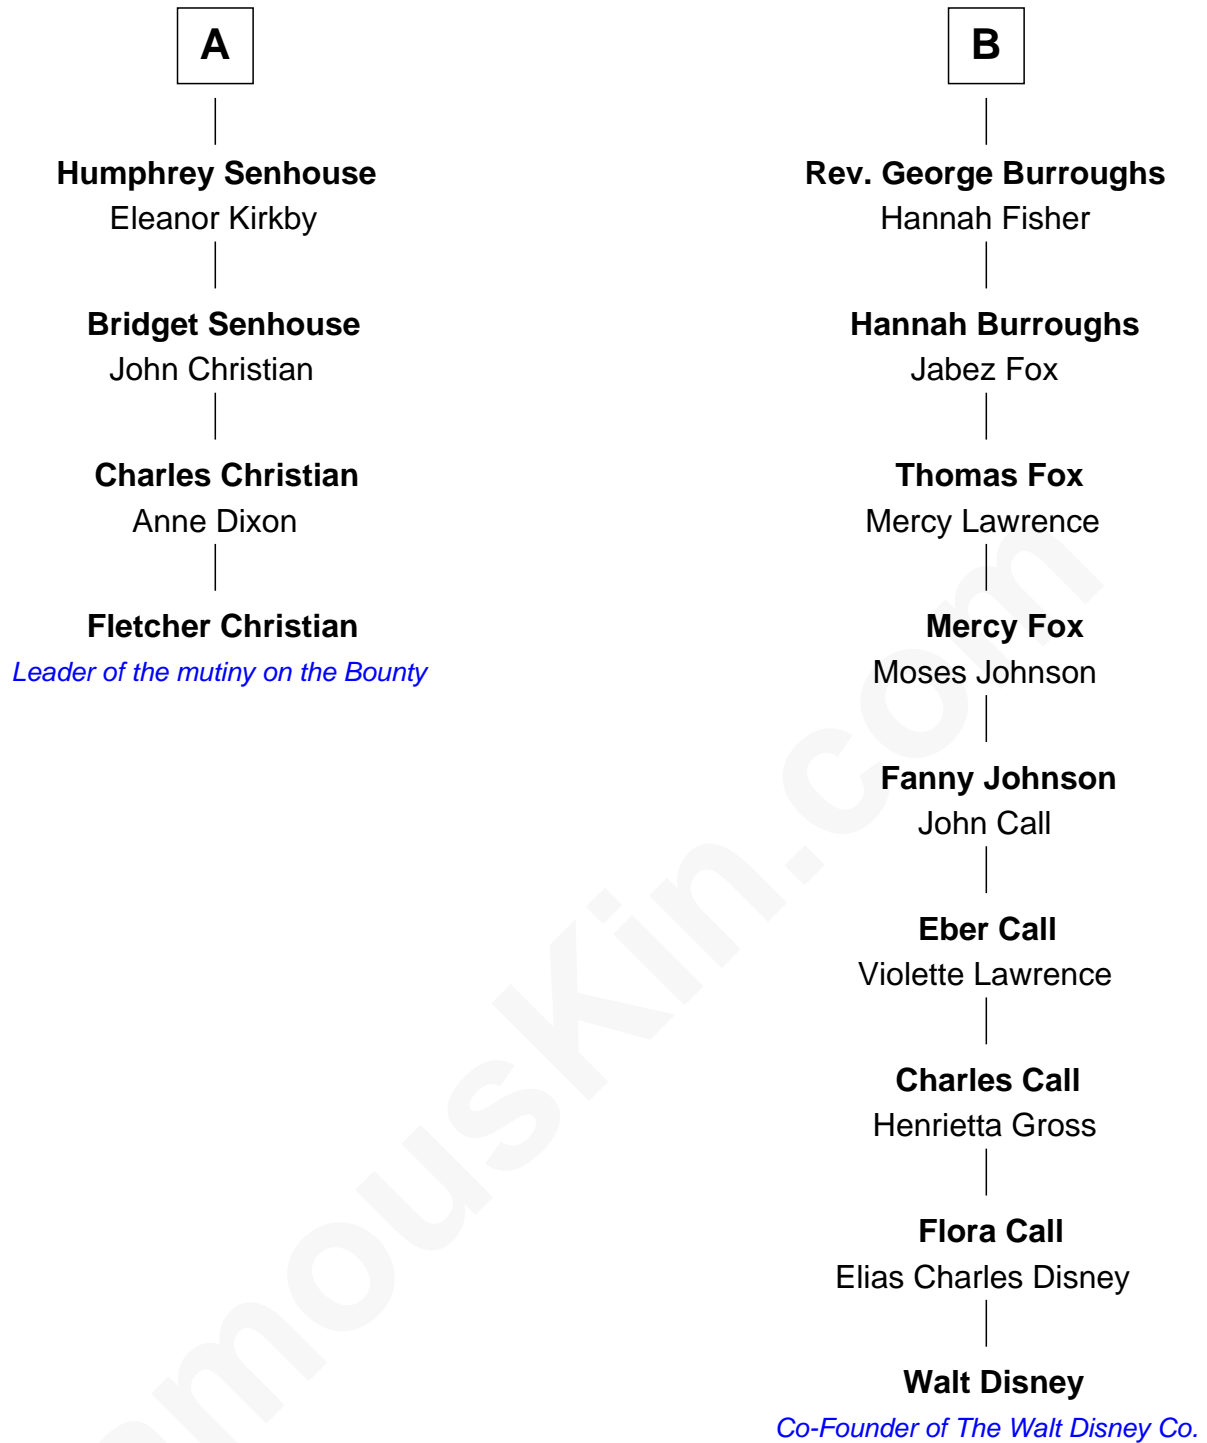 A
Humphrey Senhouse
Eleanor Kirkby
Bridget Senhouse
John Christian
Charles Christian
Anne Dixon
Fletcher Christian
Leader of the mutiny on the Bounty
B
Rev. George Burroughs
Hannah Fisher
Hannah Burroughs
Jabez Fox
Thomas Fox
Mercy Lawrence
Mercy Fox
Moses Johnson
Fanny Johnson
John Call
Eber Call
Violette Lawrence
Charles Call
Henrietta Gross
Flora Call
Elias Charles Disney
Walt Disney
Co-Founder of The Walt Disney Co.
amouskin.com